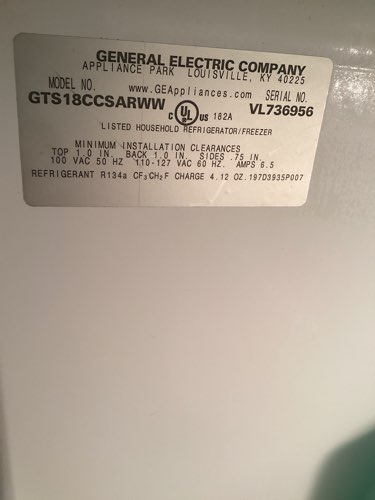 GENERAL ELECTRIC COMPANY
APPLIANCE PARK LOUISVILLE, KY 40225
MODEL NO. www.GEAppliances.com SERIAL NO.
GTS18CCSARWW C UL US 182A VL736956
LISTED HOUSEHOLD REFRIGERATOR/FREEZER
MINIMUM INSTALLATION CLEARANCES
TOP 1.0 IN. BACK 1.0 IN. SIDES .75 IN.
100 VAC 50 HZ 110-127 VAC 60 HZ. AMPS 6.5
REFRIGERANT R134a CF₃CH₂F CHARGE 4.12 OZ. 197D3935P007